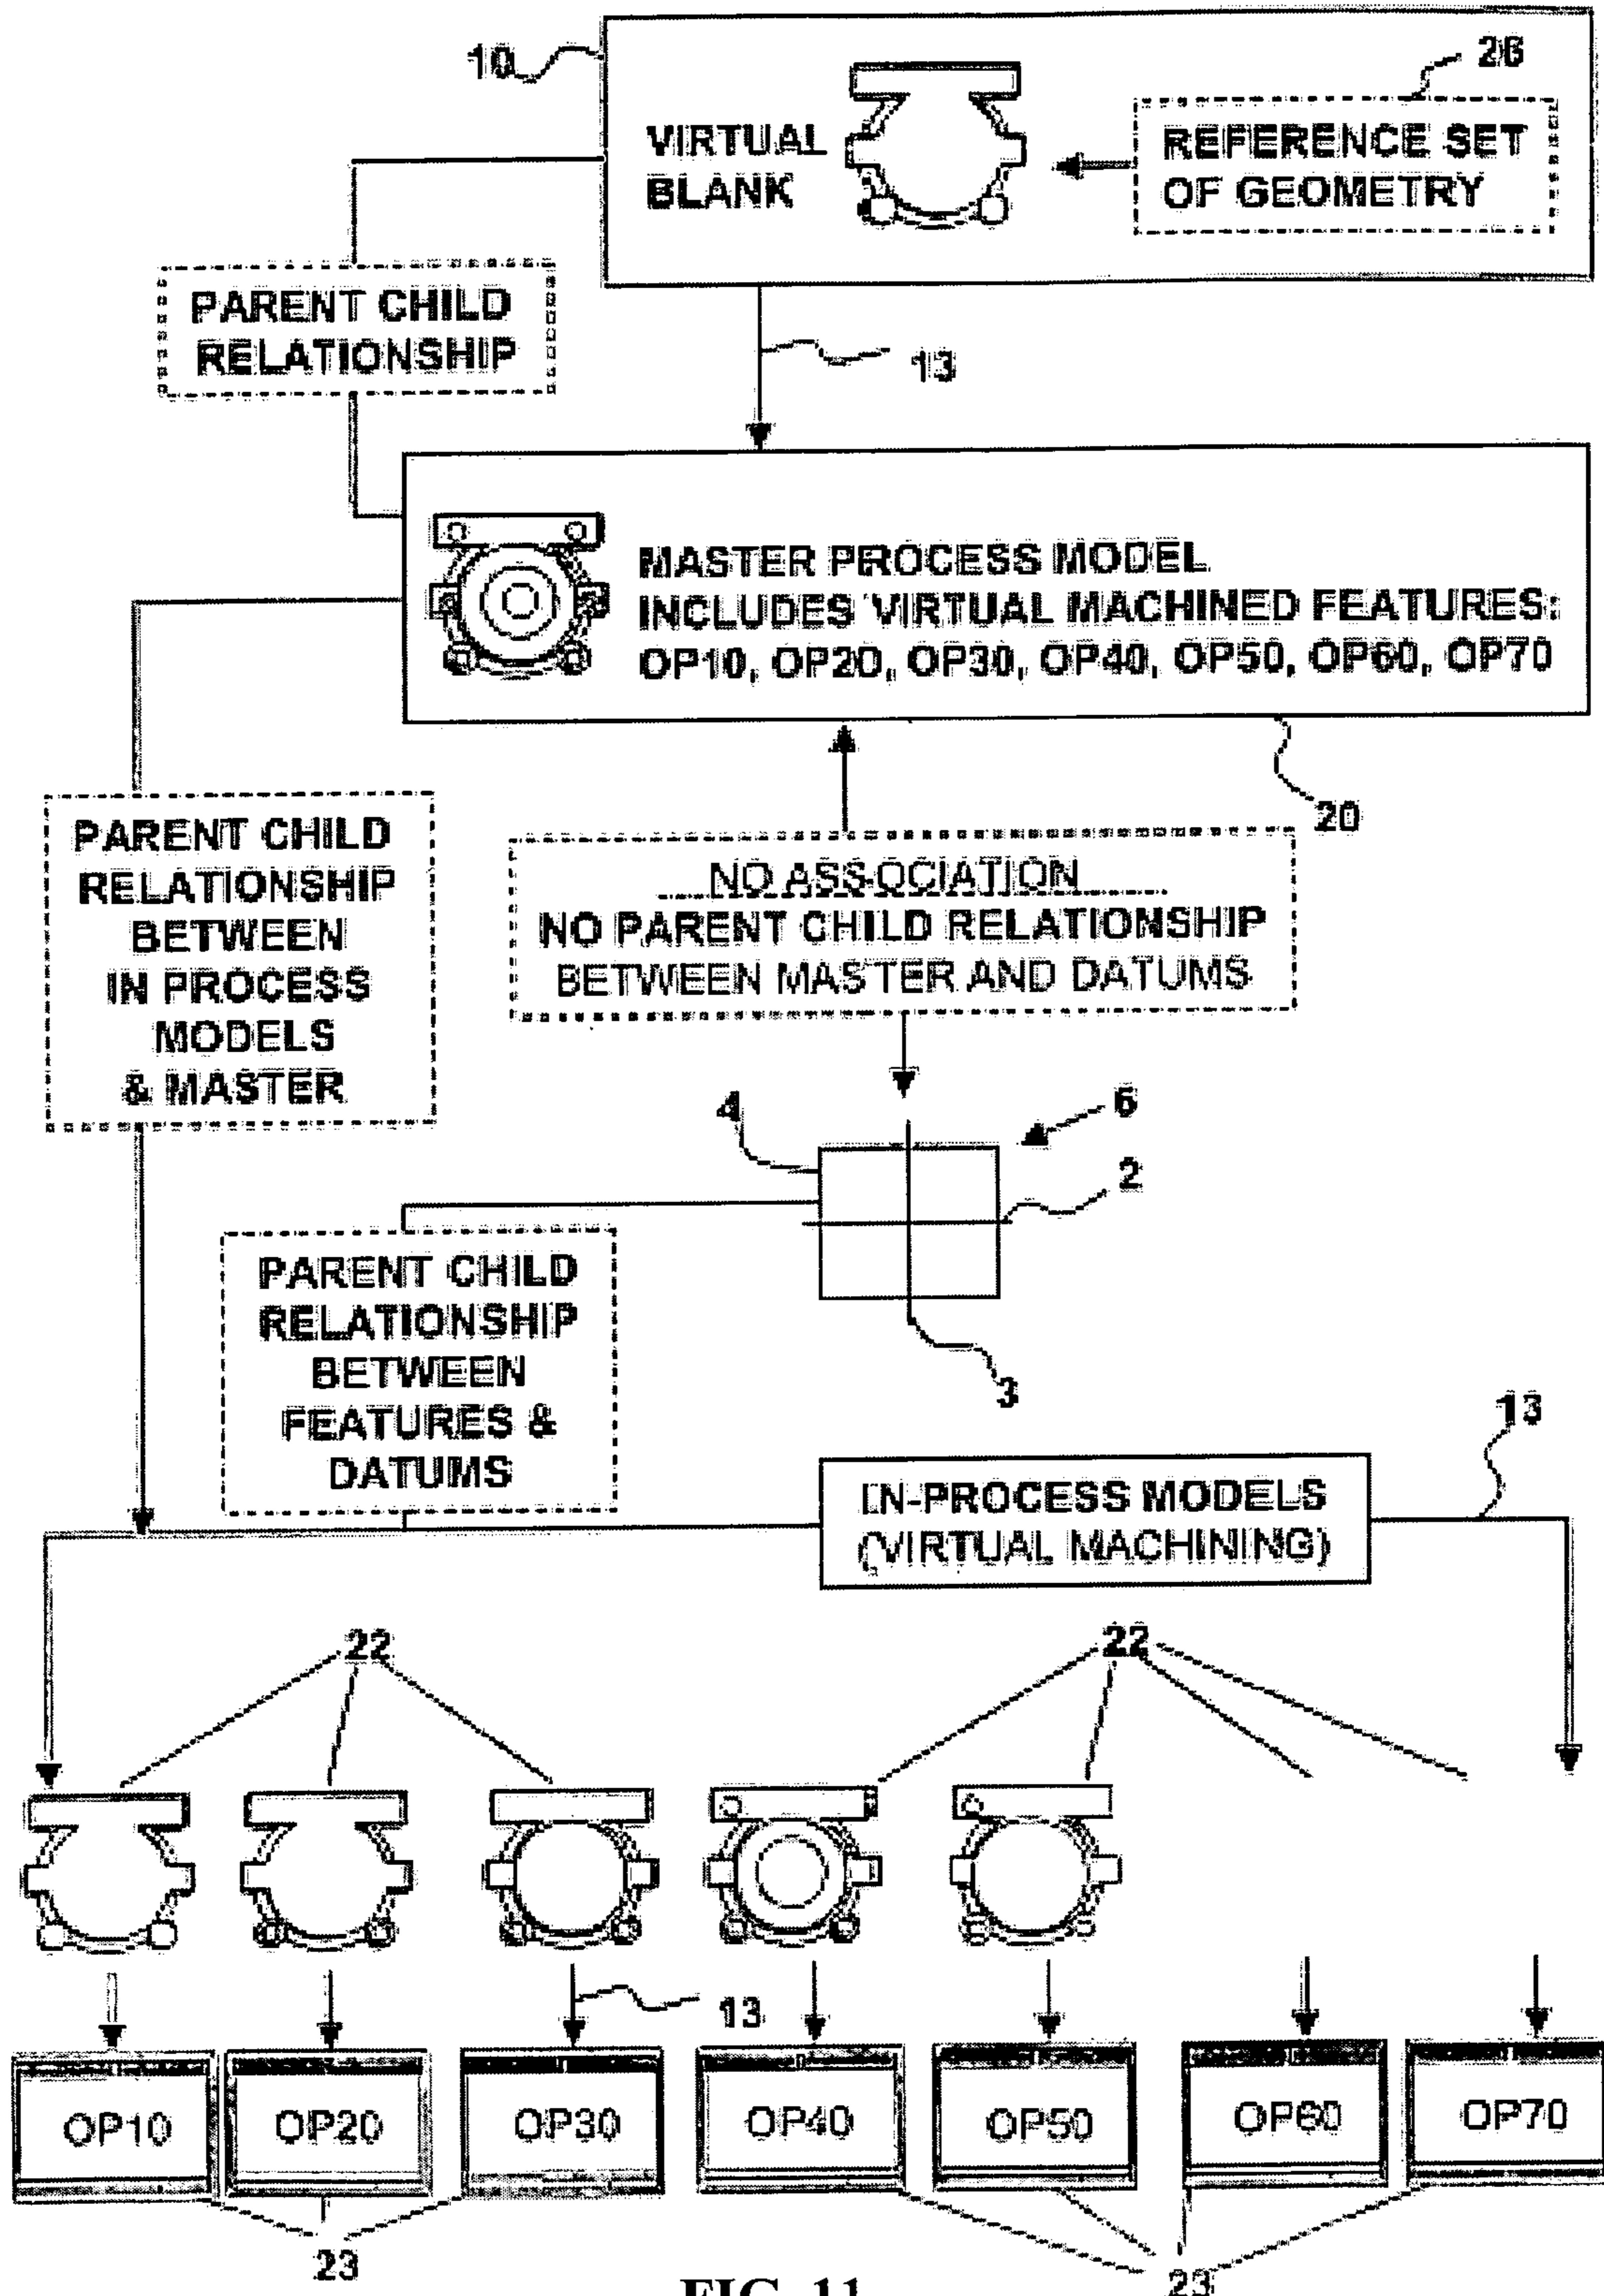 10
26
VIRTUAL
BLANK
REFERENCE SET
OF GEOMETRY
PARENT CHILD
RELATIONSHIP
13
MASTER PROCESS MODEL
INCLUDES VIRTUAL MACHINED FEATURES:
OP10, OP20, OP30, OP40, OP50, OP60, OP70
20
PARENT CHILD
RELATIONSHIP
BETWEEN
IN PROCESS
MODELS
& MASTER
NO ASSOCIATION
NO PARENT CHILD RELATIONSHIP
BETWEEN MASTER AND DATUMS
4
6
2
3
PARENT CHILD
RELATIONSHIP
BETWEEN
FEATURES &
DATUMS
13
IN-PROCESS MODELS
(VIRTUAL MACHINING)
22
22
13
OP10
OP20
OP30
OP40
OP50
OP60
OP70
23
23
FIG. 11